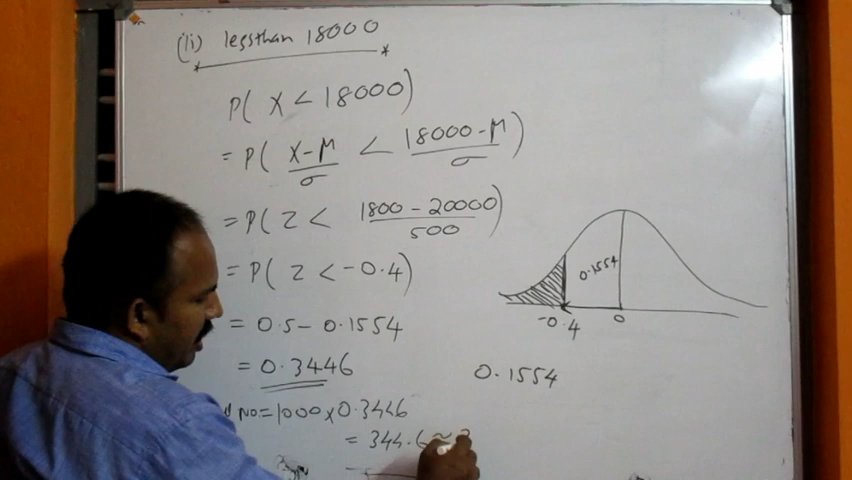 (ii) lessthan 18000
P( X < 18000)
= P( X-μ/σ < 18000-μ/σ )
= P( Z < 1800 - 20000/500 )
= P( Z < -0.4)
= 0.5 - 0.1554
= 0.3446
No. = 1000 x 0.3446
= 344.6 ≈ 3
0.1554
-0.4 0
0.1554